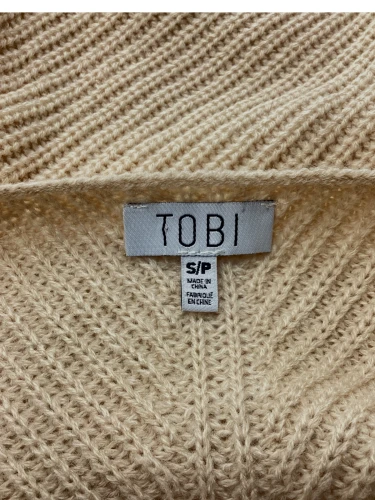 TOBI
S/P
MADE IN
CHINA
FABRIQUÉ
EN CHINE